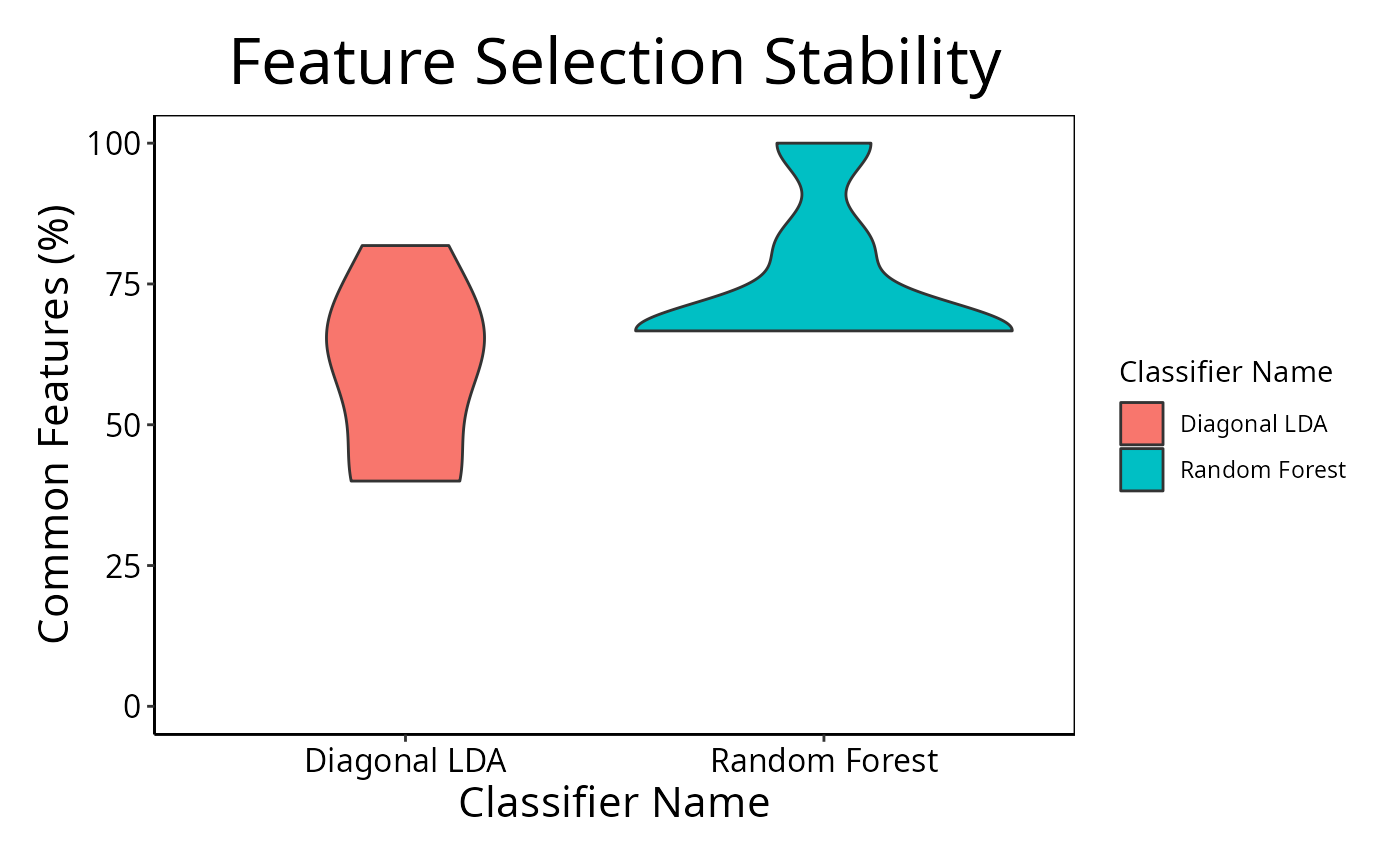 Feature Selection Stability
Common Features (%)
100
75
50
25
0
Diagonal LDA
Random Forest
Classifier Name
Classifier Name
Diagonal LDA
Random Forest